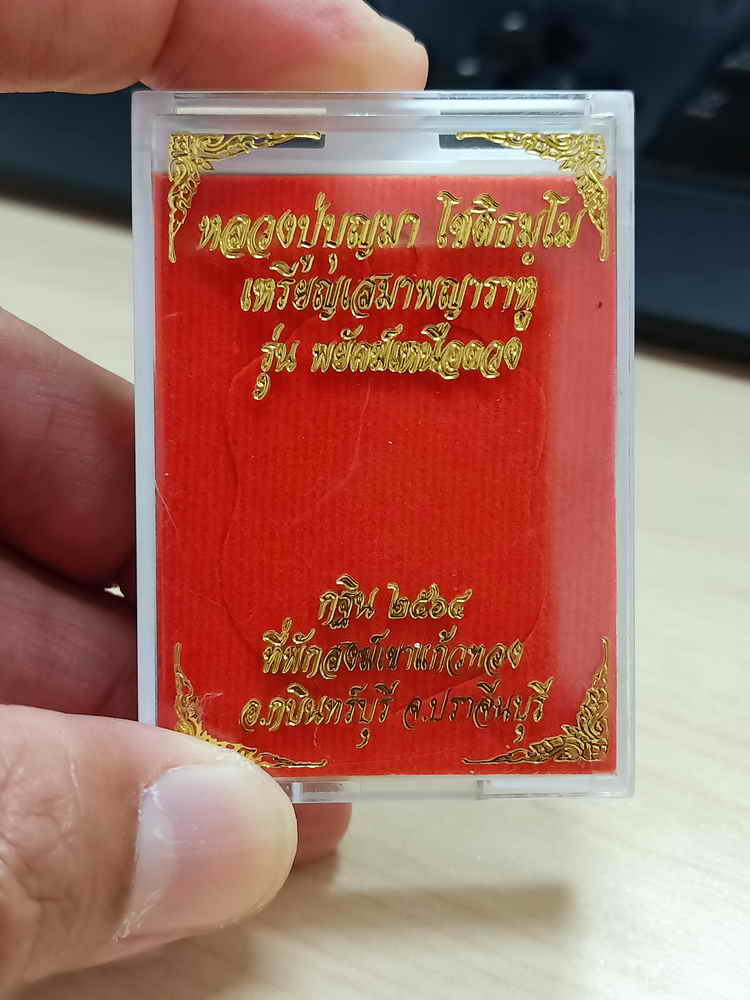 หลวงปู่บุญมา โชติธมฺโม
เหรียญเสมาพญาราหู
รุ่น พยัคฆ์เหนือดวง
กฐิน ๒๕๖๔
ที่พักสงฆ์เขาแก้วทอง
อ.กบินทร์บุรี จ.ปราจีนบุรี